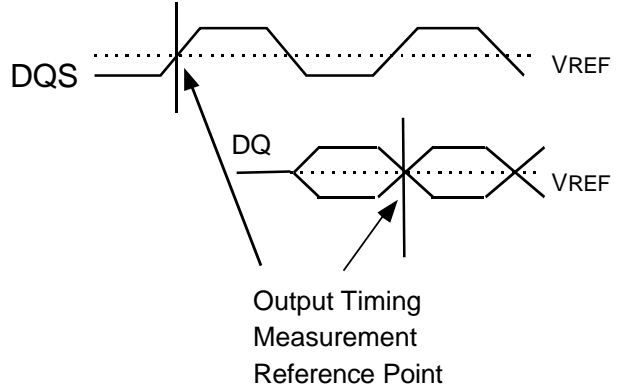 DQS
VREF
DQ
VREF
Output Timing
Measurement
Reference Point